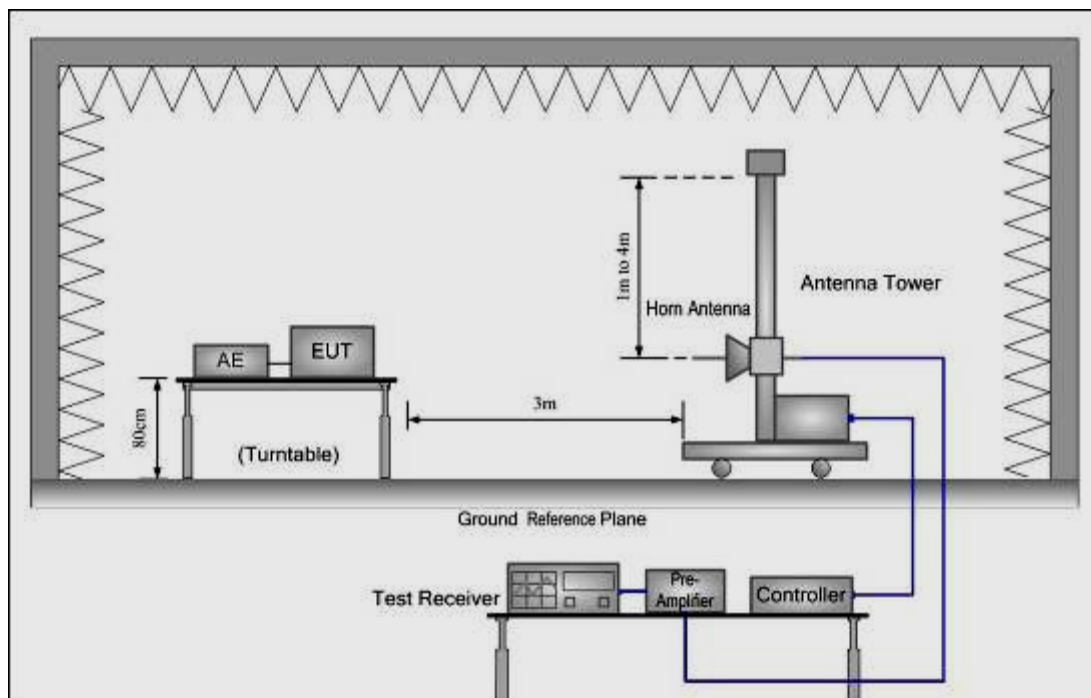 1m to 4m
Antenna Tower
Horn Antenna
AE
EUT
80cm
3m
(Turntable)
Ground Reference Plane
Test Receiver
Pre-
Amplifier
Controller